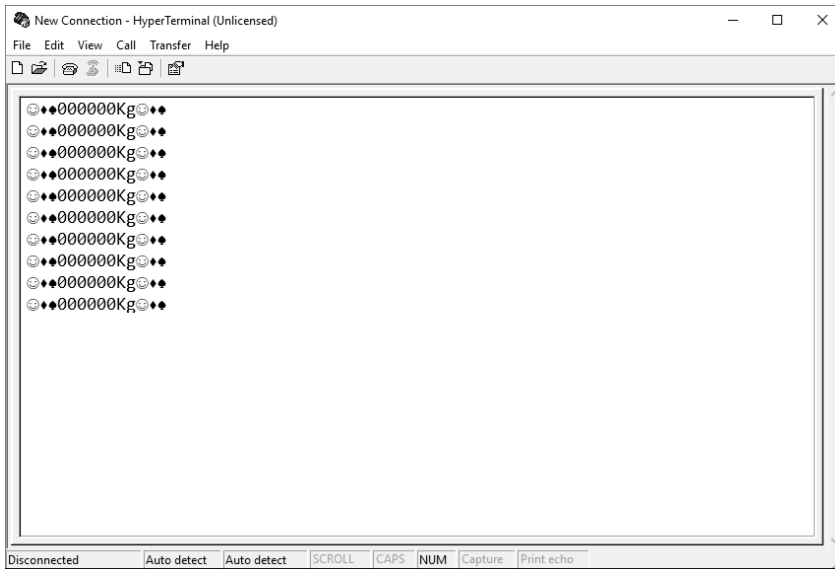 New Connection - HyperTerminal (Unlicensed)
File Edit View Call Transfer Help
☺♦♠000000Kg☺♦♠
☺♦♠000000Kg☺♦♠
☺♦♠000000Kg☺♦♠
☺♦♠000000Kg☺♦♠
☺♦♠000000Kg☺♦♠
☺♦♠000000Kg☺♦♠
☺♦♠000000Kg☺♦♠
☺♦♠000000Kg☺♦♠
☺♦♠000000Kg☺♦♠
☺♦♠000000Kg☺♦♠
Disconnected Auto detect Auto detect SCROLL CAPS NUM Capture Print echo